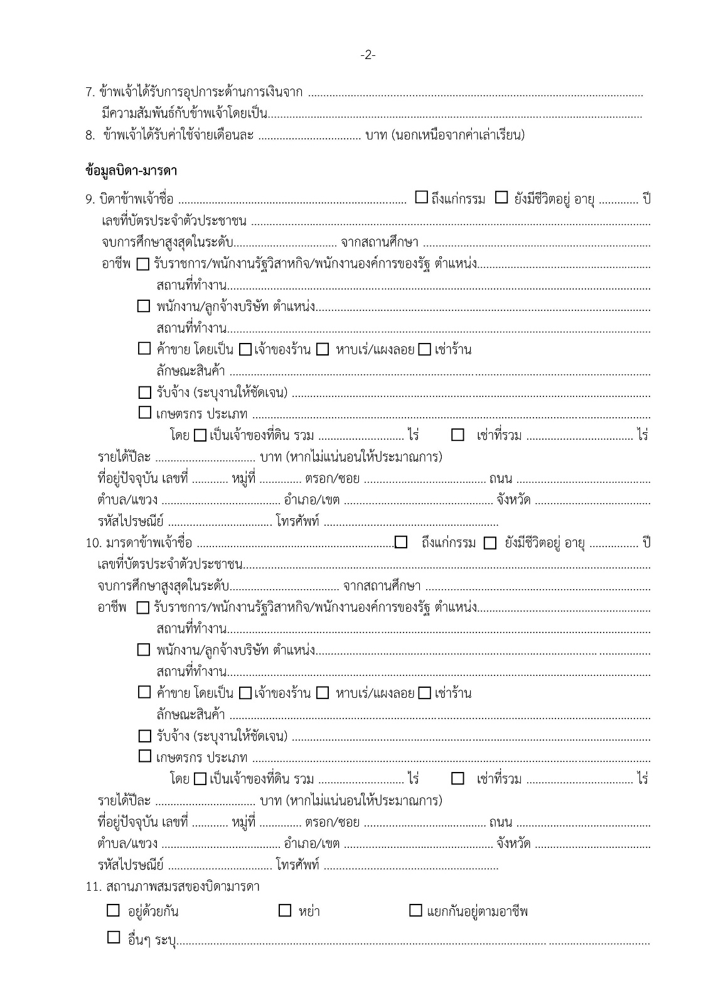 -2-
7. ข้าพเจ้าได้รับการอุปการะด้านการเงินจาก ..............................................................................................................
มีความสัมพันธ์กับข้าพเจ้าโดยเป็น............................................................................................................................
8. ข้าพเจ้าได้รับค่าใช้จ่ายเดือนละ .................................. บาท (นอกเหนือจากค่าเล่าเรียน)
ข้อมูลบิดา-มารดา
9. บิดาข้าพเจ้าชื่อ ........................................................................... ☐ ถึงแก่กรรม ☐ ยังมีชีวิตอยู่ อายุ ............. ปี
เลขที่บัตรประจำตัวประชาชน ...................................................................................................................................
จบการศึกษาสูงสุดในระดับ.................................. จากสถานศึกษา ...........................................................................
อาชีพ ☐ รับราชการ/พนักงานรัฐวิสาหกิจ/พนักงานองค์การของรัฐ ตำแหน่ง.........................................................
สถานที่ทำงาน...........................................................................................................................................
☐ พนักงาน/ลูกจ้างบริษัท ตำแหน่ง..............................................................................................................
สถานที่ทำงาน...........................................................................................................................................
☐ ค้าขาย โดยเป็น ☐ เจ้าของร้าน ☐ หาบเร่/แผงลอย ☐ เช่าร้าน
ลักษณะสินค้า ..........................................................................................................................................
☐ รับจ้าง (ระบุงานให้ชัดเจน) ......................................................................................................................
☐ เกษตรกร ประเภท ...................................................................................................................................
โดย ☐ เป็นเจ้าของที่ดิน รวม ............................ ไร่ ☐ เช่าที่รวม ................................... ไร่
รายได้ปีละ ................................. บาท (หากไม่แน่นอนให้ประมาณการ)
ที่อยู่ปัจจุบัน เลขที่ ............ หมู่ที่ .............. ตรอก/ซอย ........................................ ถนน ............................................
ตำบล/แขวง ....................................... อำเภอ/เขต ................................................. จังหวัด ......................................
รหัสไปรษณีย์ .................................. โทรศัพท์ .........................................................
10. มารดาข้าพเจ้าชื่อ .................................................................☐ ถึงแก่กรรม ☐ ยังมีชีวิตอยู่ อายุ ................ ปี
เลขที่บัตรประจำตัวประชาชน......................................................................................................................................
จบการศึกษาสูงสุดในระดับ.................................... จากสถานศึกษา ..........................................................................
อาชีพ ☐ รับราชการ/พนักงานรัฐวิสาหกิจ/พนักงานองค์การของรัฐ ตำแหน่ง.........................................................
สถานที่ทำงาน...........................................................................................................................................
☐ พนักงาน/ลูกจ้างบริษัท ตำแหน่ง..............................................................................................................
สถานที่ทำงาน...........................................................................................................................................
☐ ค้าขาย โดยเป็น ☐ เจ้าของร้าน ☐ หาบเร่/แผงลอย ☐ เช่าร้าน
ลักษณะสินค้า ..........................................................................................................................................
☐ รับจ้าง (ระบุงานให้ชัดเจน) ......................................................................................................................
☐ เกษตรกร ประเภท ...................................................................................................................................
โดย ☐ เป็นเจ้าของที่ดิน รวม ............................ ไร่ ☐ เช่าที่รวม ................................... ไร่
รายได้ปีละ ................................. บาท (หากไม่แน่นอนให้ประมาณการ)
ที่อยู่ปัจจุบัน เลขที่ ............ หมู่ที่ .............. ตรอก/ซอย ........................................ ถนน ............................................
ตำบล/แขวง ....................................... อำเภอ/เขต ................................................. จังหวัด ......................................
รหัสไปรษณีย์ .................................. โทรศัพท์ .........................................................
11. สถานภาพสมรสของบิดามารดา
☐ อยู่ด้วยกัน ☐ หย่า ☐ แยกกันอยู่ตามอาชีพ
☐ อื่นๆ ระบุ...........................................................................................................................................................